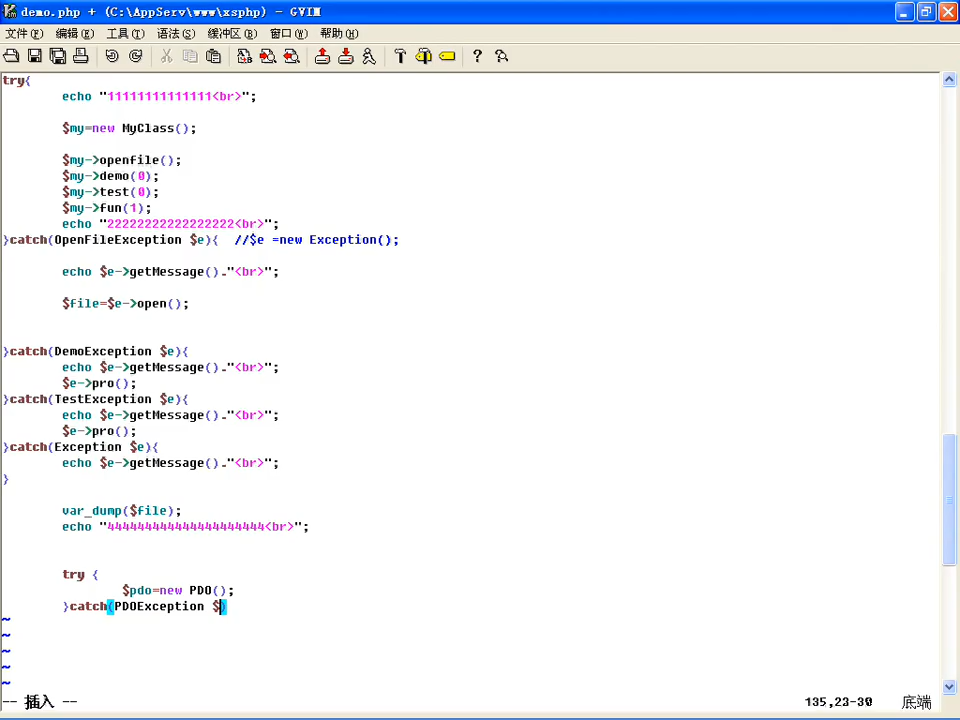 demo.php + (C:\AppServ\www\xsphp) - GVIM
文件(F) 编辑(E) 工具(T) 语法(S) 缓冲区(B) 窗口(W) 帮助(H)
try{
echo "11111111111111<br>";
$my=new MyClass();
$my->openfile();
$my->demo(0);
$my->test(0);
$my->fun(1);
echo "22222222222222222<br>";
}catch(OpenFileException $e){  //$e =new Exception();
echo $e->getMessage()."<br>";
$file=$e->open();
}catch(DemoException $e){
echo $e->getMessage()."<br>";
$e->pro();
}catch(TestException $e){
echo $e->getMessage()."<br>";
$e->pro();
}catch(Exception $e){
echo $e->getMessage()."<br>";
}
var_dump($file);
echo "444444444444444444444<br>";
try {
$pdo=new PDO();
}catch(PDOException $)
~
~
~
~
~
-- 插入 -- 135,23-30 底端